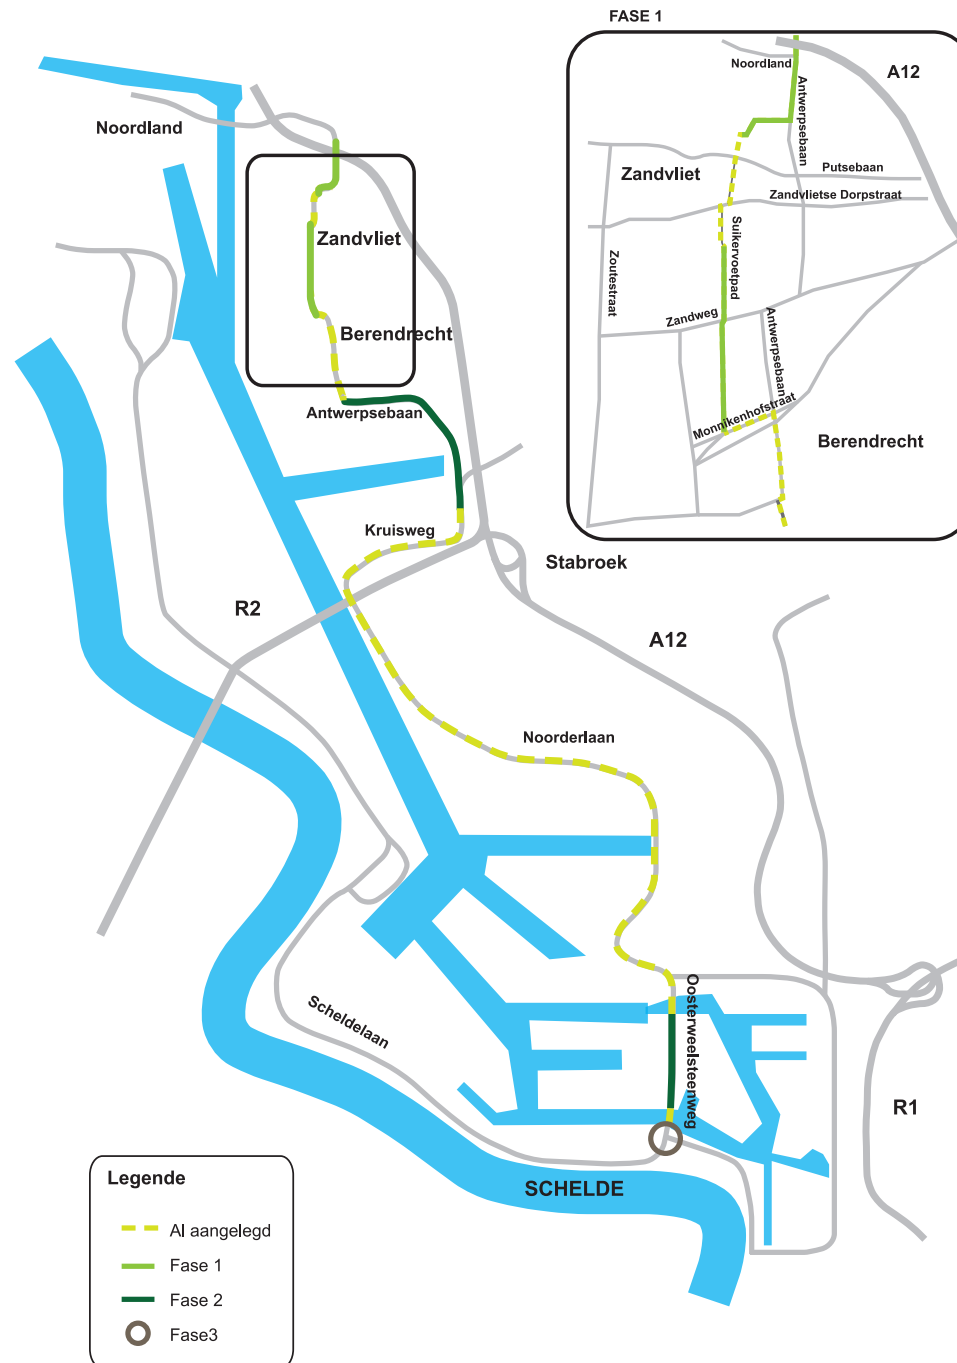 FASE 1
Noordland
A12
Antwerpsebaan
Zandvliet
Putsebaan
Zandvlietse Dorpstraat
Suikervoetpad
Zoutestraat
Zandweg
Antwerpsebaan
Monnikenhofstraat
Berendrecht
Noordland
Zandvliet
Berendrecht
Antwerpsebaan
Kruisweg
Stabroek
R2
A12
Noorderlaan
Oosterweelsteenweg
Scheldelaan
R1
SCHELDE
Legende
Al aangelegd
Fase 1
Fase 2
Fase3